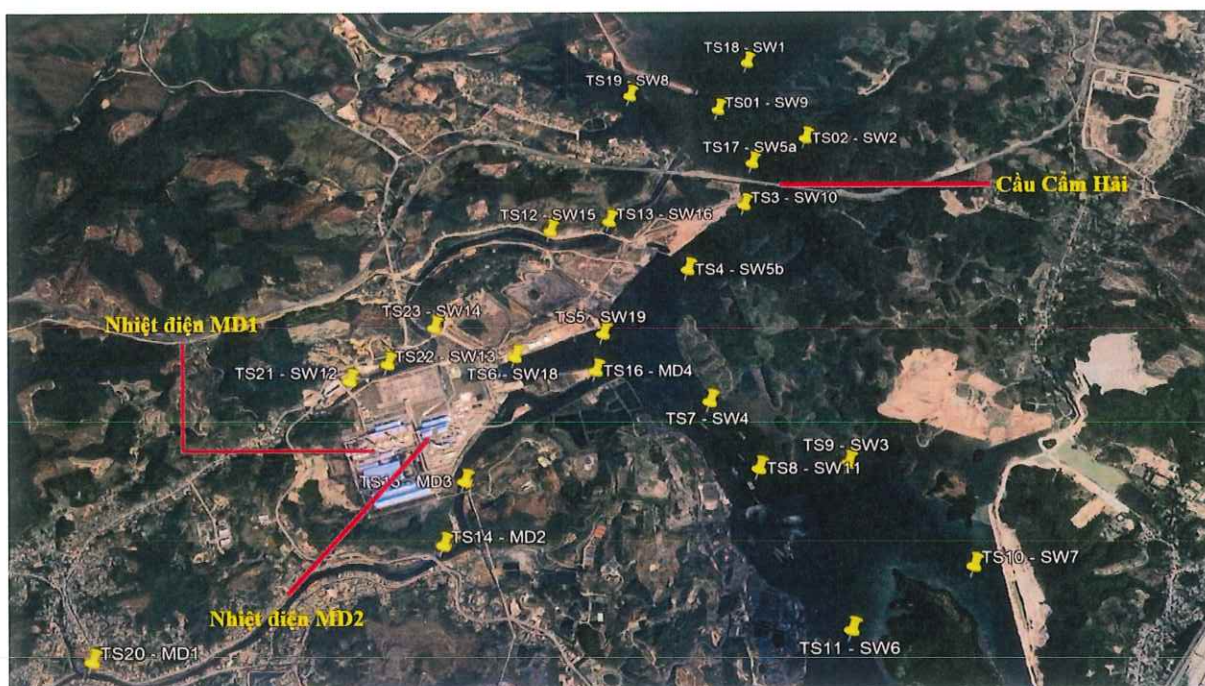 TS18 - SW1
TS19 - SW8
TS01 - SW9
TS02 - SW2
TS17 - SW5a
Cầu Cẩm Hải
TS3 - SW10
TS12 - SW15
TS13 - SW16
TS4 - SW5b
TS23 - SW14
Nhiệt điện MD1
TS5 - SW19
TS22 - SW13
TS21 - SW12
TS6 - SW18
TS16 - MD4
TS7 - SW4
TS9 - SW3
TS8 - SW11
TS15 - MD3
TS14 - MD2
TS10 - SW7
Nhiệt điện MD2
TS11 - SW6
TS20 - MD1